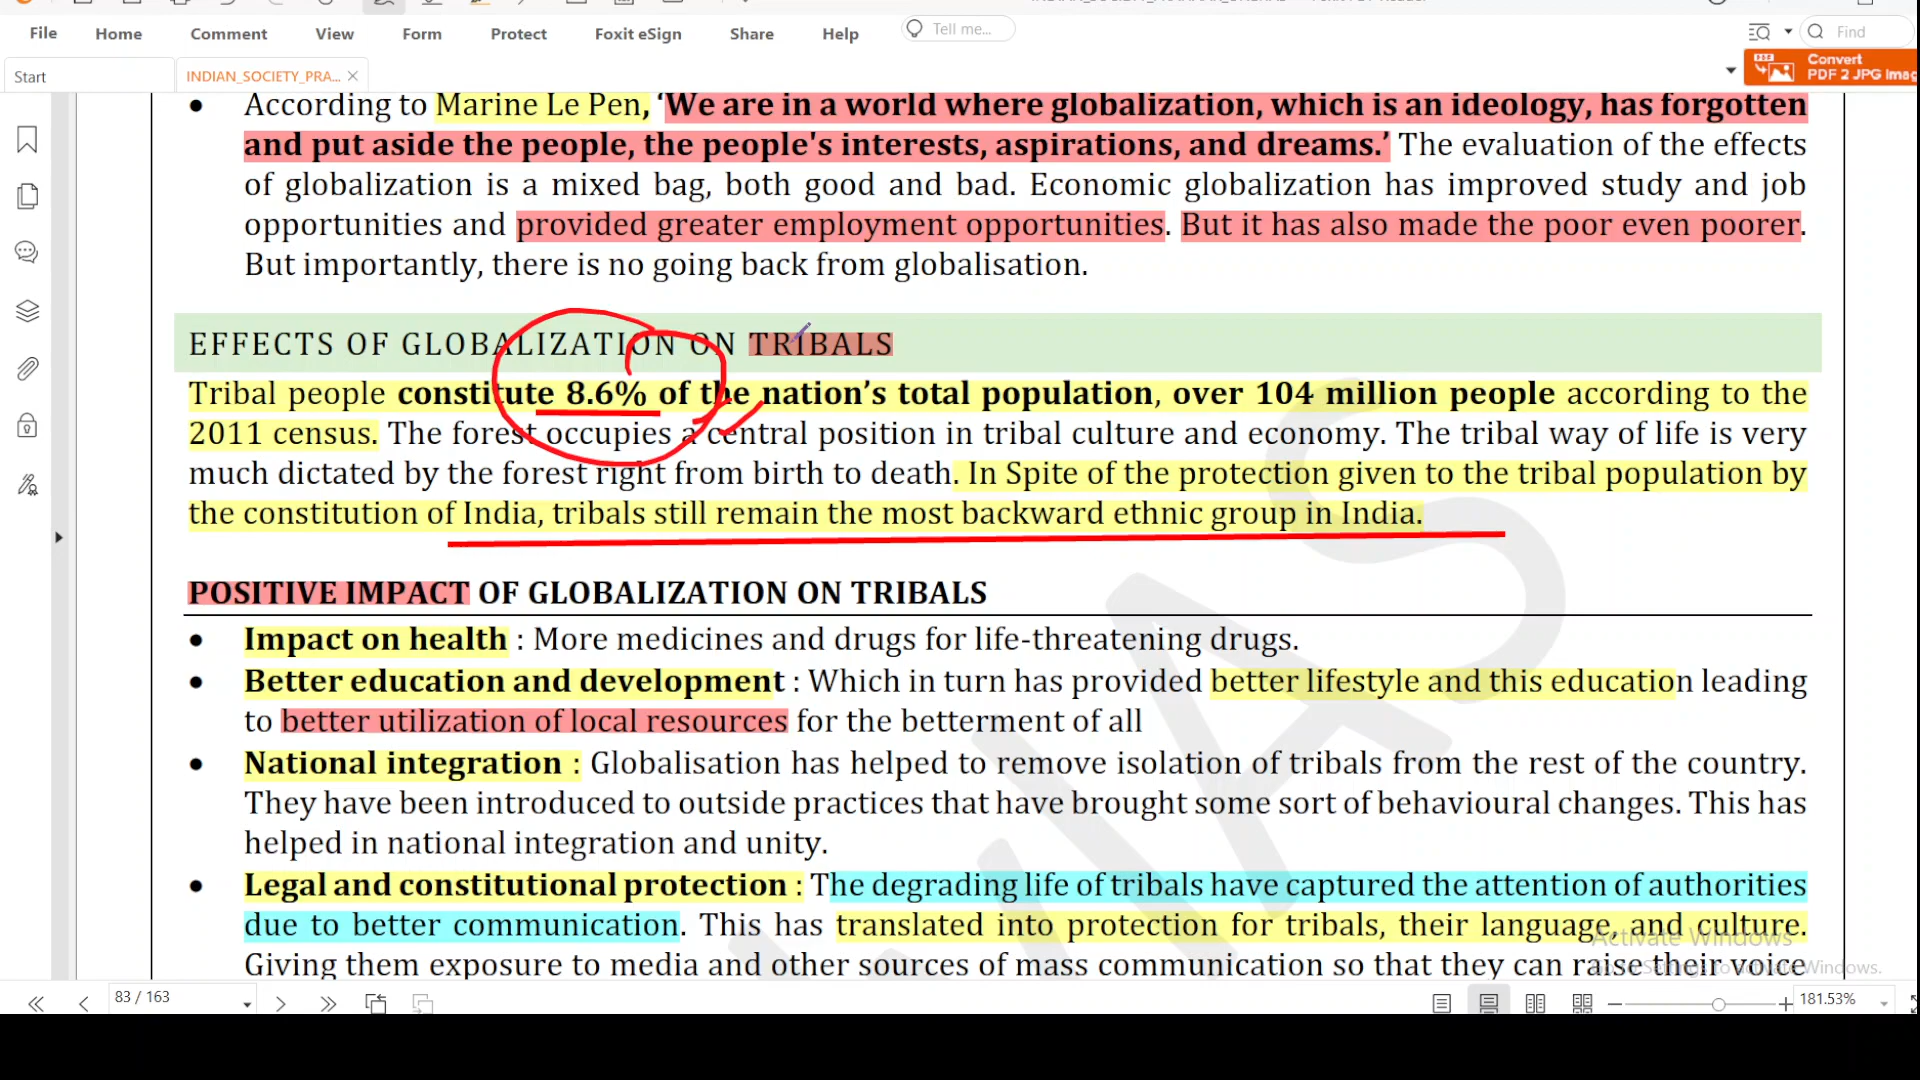 File Home Comment View Form Protect Foxit eSign Share Help Tell me... Find
Convert
PDF 2 JPG Imag
Start INDIAN_SOCIETY_PRA...
According to Marine Le Pen, ‘We are in a world where globalization, which is an ideology, has forgotten
and put aside the people, the people's interests, aspirations, and dreams.’ The evaluation of the effects
of globalization is a mixed bag, both good and bad. Economic globalization has improved study and job
opportunities and provided greater employment opportunities. But it has also made the poor even poorer.
But importantly, there is no going back from globalisation.
EFFECTS OF GLOBALIZATION ON TRIBALS
Tribal people constitute 8.6% of the nation’s total population, over 104 million people according to the
2011 census. The forest occupies a central position in tribal culture and economy. The tribal way of life is very
much dictated by the forest right from birth to death. In Spite of the protection given to the tribal population by
the constitution of India, tribals still remain the most backward ethnic group in India.
POSITIVE IMPACT OF GLOBALIZATION ON TRIBALS
• Impact on health : More medicines and drugs for life-threatening drugs.
• Better education and development : Which in turn has provided better lifestyle and this education leading
to better utilization of local resources for the betterment of all
• National integration : Globalisation has helped to remove isolation of tribals from the rest of the country.
They have been introduced to outside practices that have brought some sort of behavioural changes. This has
helped in national integration and unity.
• Legal and constitutional protection : The degrading life of tribals have captured the attention of authorities
due to better communication. This has translated into protection for tribals, their language, and culture.
Giving them exposure to media and other sources of mass communication so that they can raise their voice
Activate Windows
Go to Settings to activate Windows.
83 / 163 181.53%